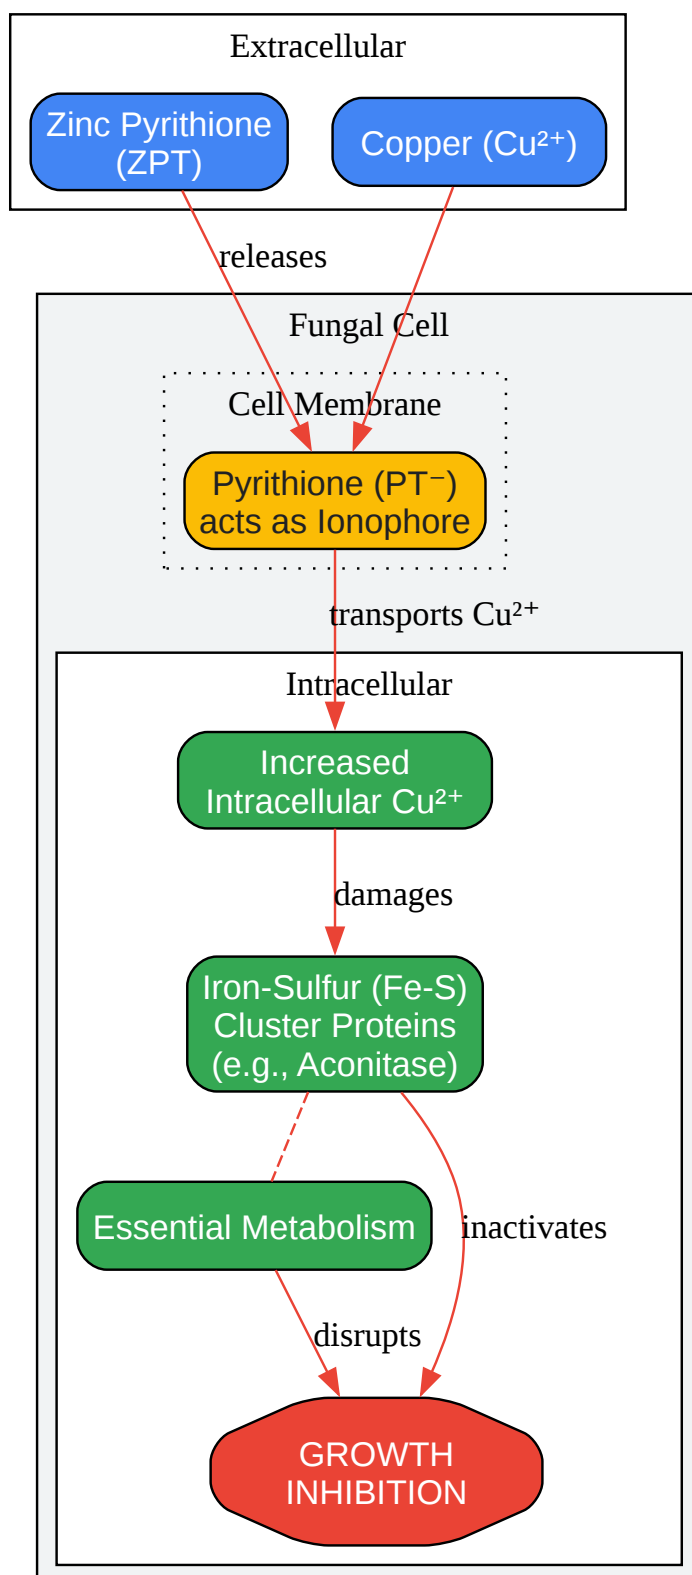 Extracellular
Zinc Pyrithione
(ZPT)
Copper (Cu²⁺)
releases
Fungal Cell
Cell Membrane
Pyrithione (PT⁻)
acts as Ionophore
transports Cu²⁺
Intracellular
Increased
Intracellular Cu²⁺
damages
Iron-Sulfur (Fe-S)
Cluster Proteins
(e.g., Aconitase)
Essential Metabolism
inactivates
disrupts
GROWTH
INHIBITION